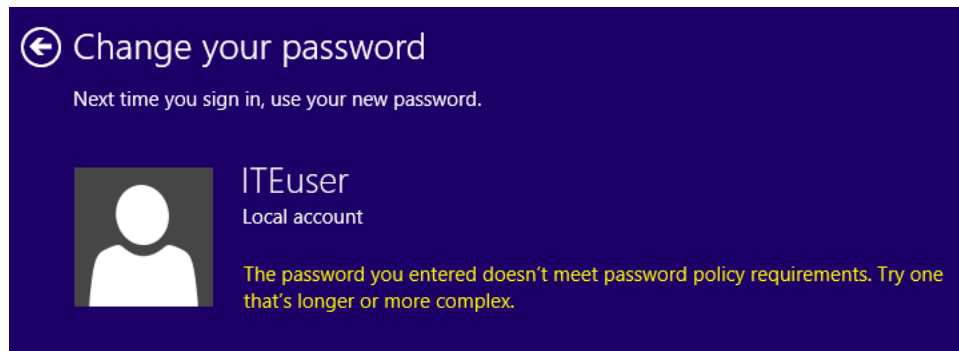 Change your password
Next time you sign in, use your new password.
ITEuser
Local account
The password you entered doesn't meet password policy requirements. Try one
that's longer or more complex.